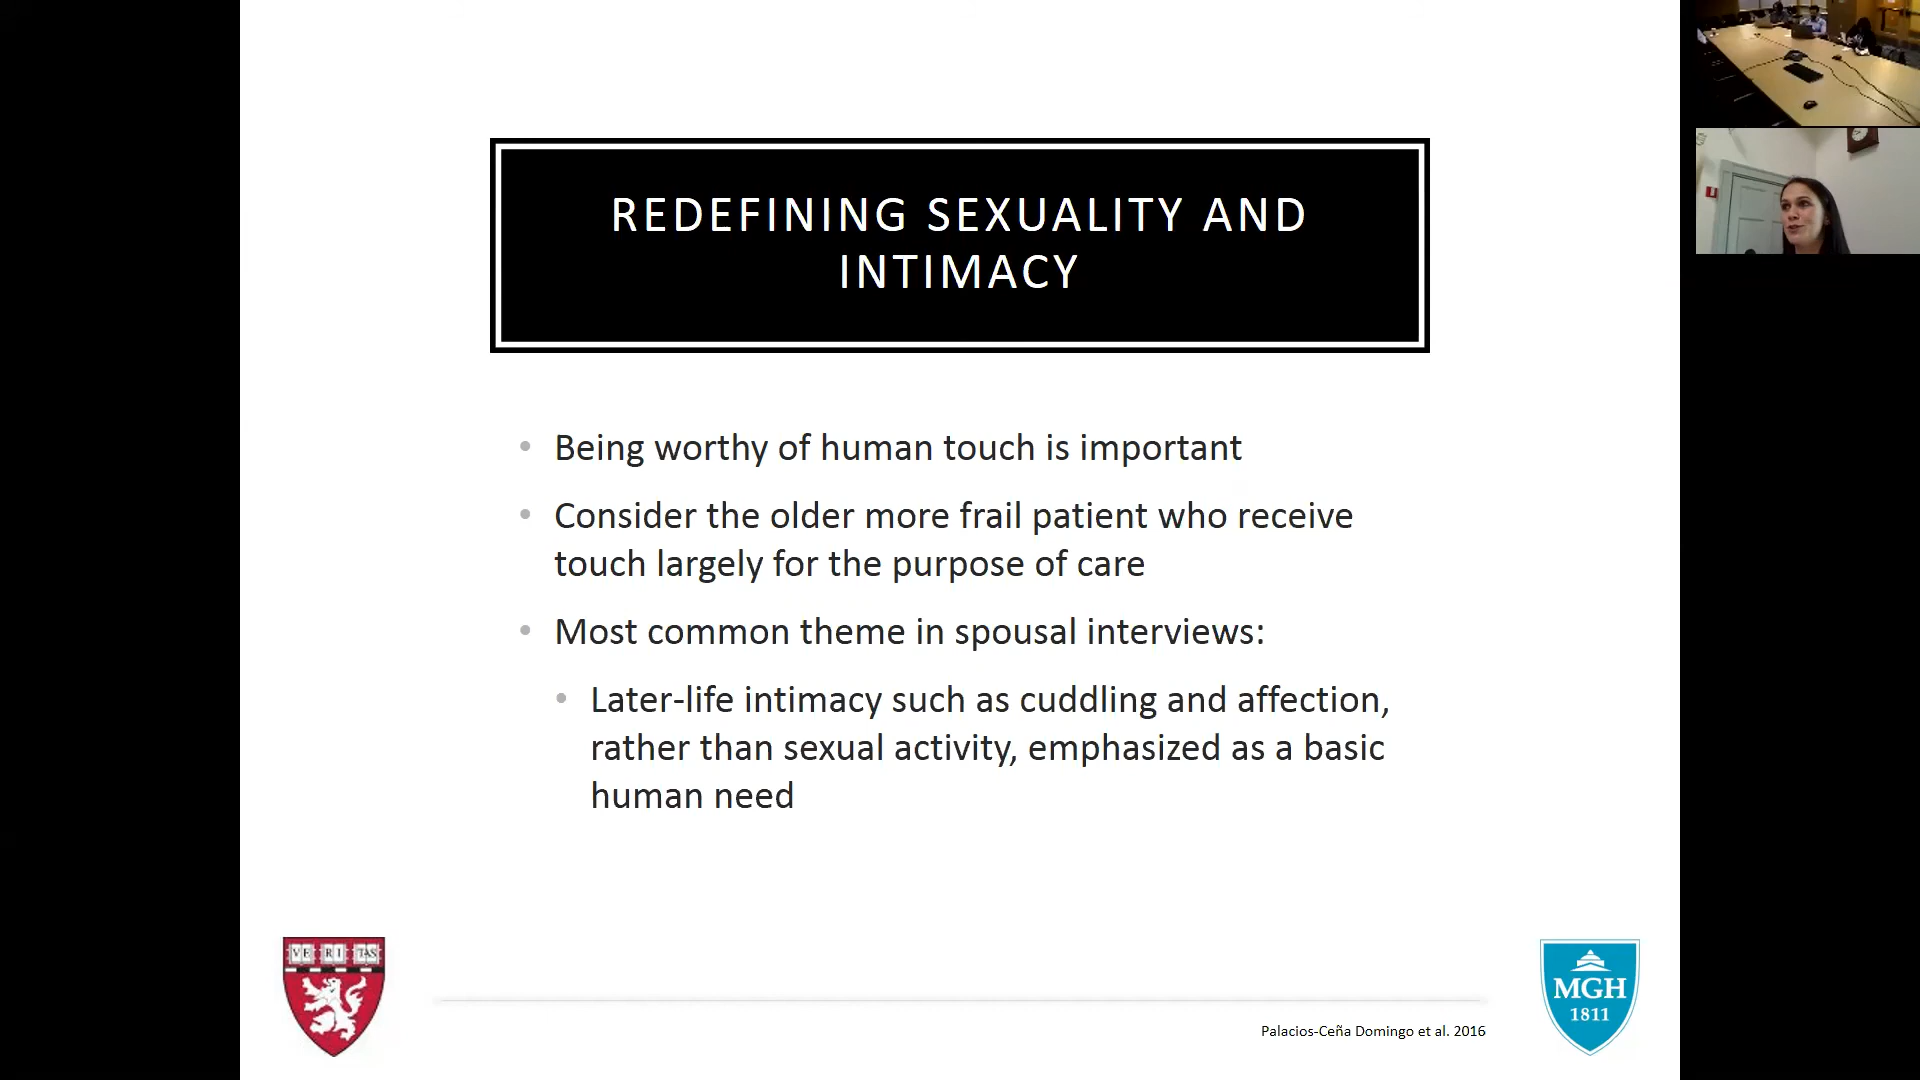 REDEFINING SEXUALITY AND
INTIMACY
• Being worthy of human touch is important
• Consider the older more frail patient who receive
touch largely for the purpose of care
• Most common theme in spousal interviews:
• Later-life intimacy such as cuddling and affection,
rather than sexual activity, emphasized as a basic
human need
VE RI TAS
MGH
1811
Palacios-Ceña Domingo et al. 2016